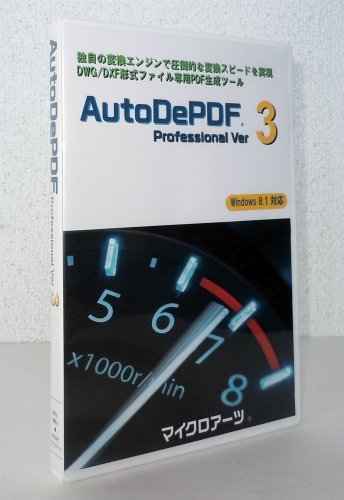 独自の変換エンジンで圧倒的な変換スピードを実現
DWG/DXF形式ファイル専用PDF生成ツール
AutoDePDF®
Professional Ver 3
Windows 8.1 対応
5
6
7
8
x1000r/min
マイクロアーツ®
AutoDePDF Professional Ver 3